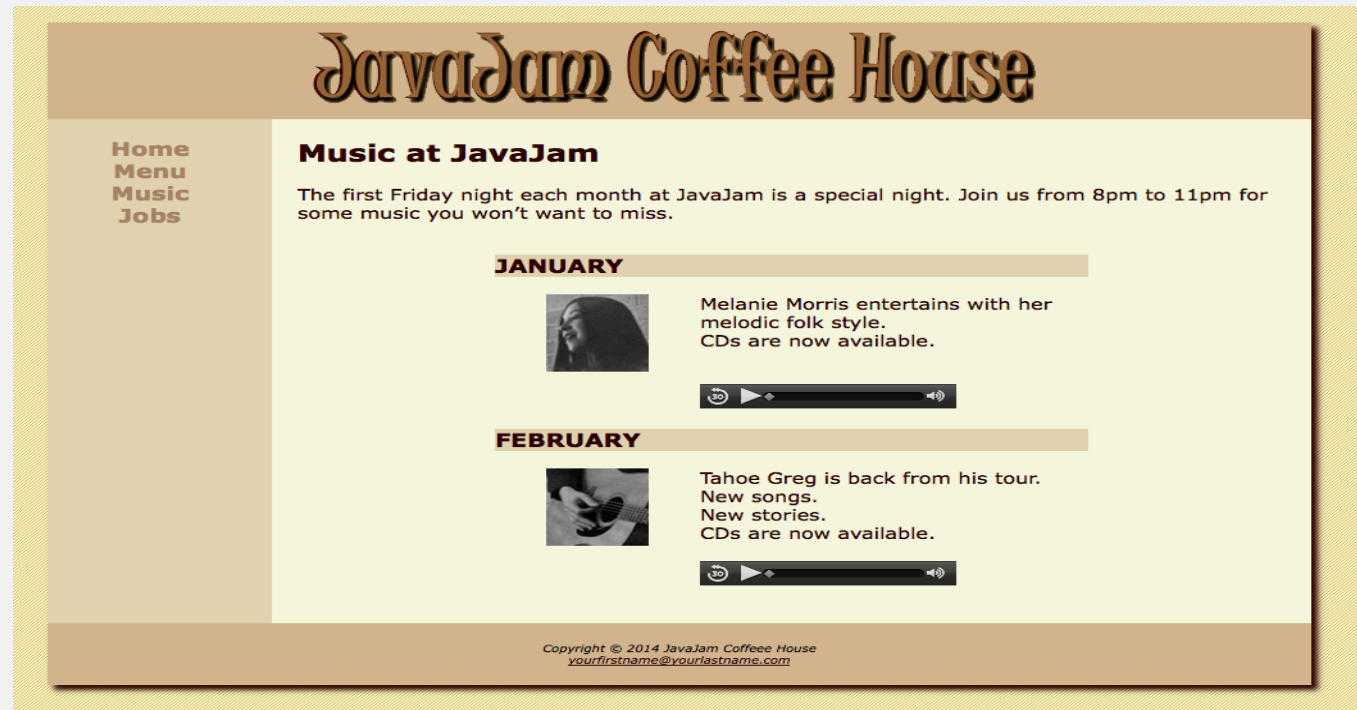 JavaJam Coffee House
Home
Menu
Music
Jobs
Music at JavaJam
The first Friday night each month at JavaJam is a special night. Join us from 8pm to 11pm for
some music you won’t want to miss.
JANUARY
Melanie Morris entertains with her
melodic folk style.
CDs are now available.
30
FEBRUARY
Tahoe Greg is back from his tour.
New songs.
New stories.
CDs are now available.
30
Copyright © 2014 JavaJam Coffeee House
yourfirstname@yourlastname.com